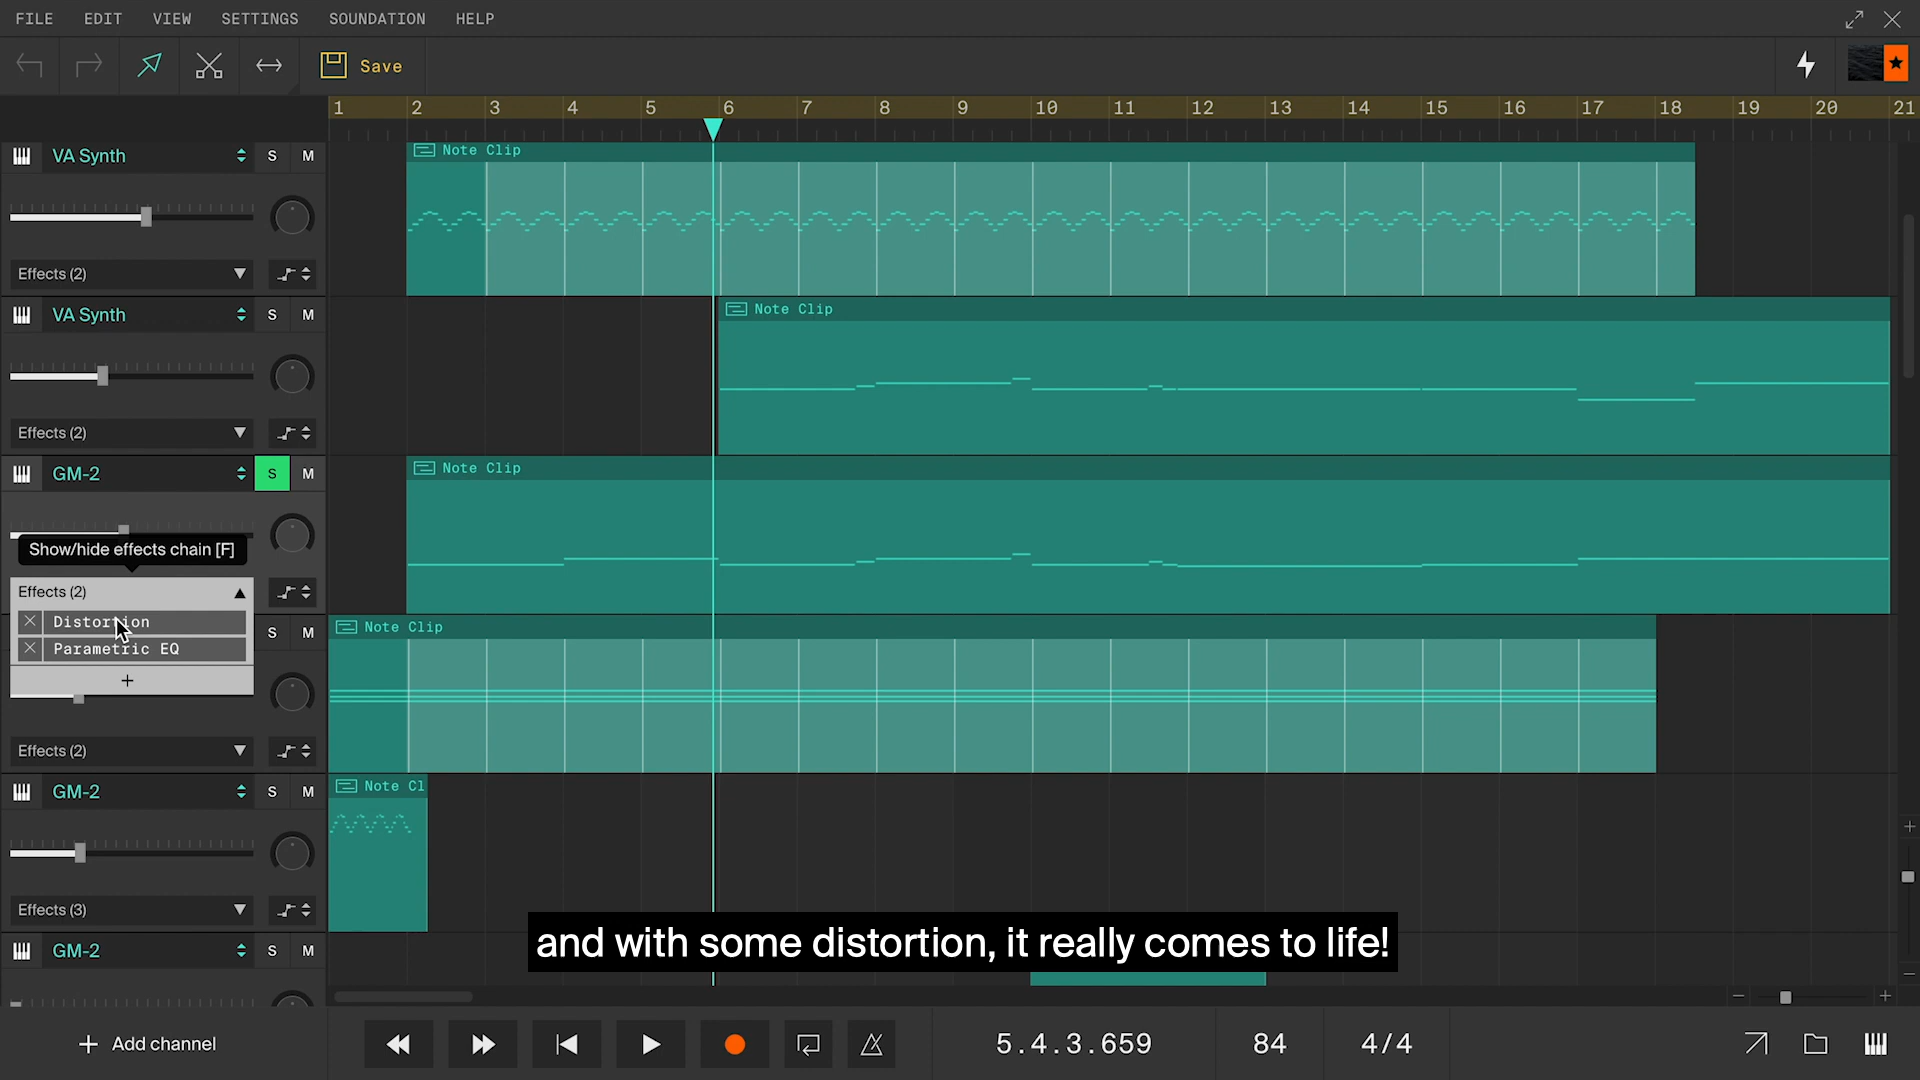 FILE EDIT VIEW SETTINGS SOUNDATION HELP
Save
1 2 3 4 5 6 7 8 9 10 11 12 13 14 15 16 17 18 19 20 21
VA Synth S M
Note Clip
Effects (2)
VA Synth S M
Note Clip
Effects (2)
GM-2 S M
Note Clip
Show/hide effects chain [F]
Effects (2)
Distortion
Parametric EQ
+
S M
Note Clip
Effects (2)
GM-2 S M
Note Cl
Effects (3)
GM-2 S M
and with some distortion, it really comes to life!
+ Add channel
5.4.3.659 84 4/4